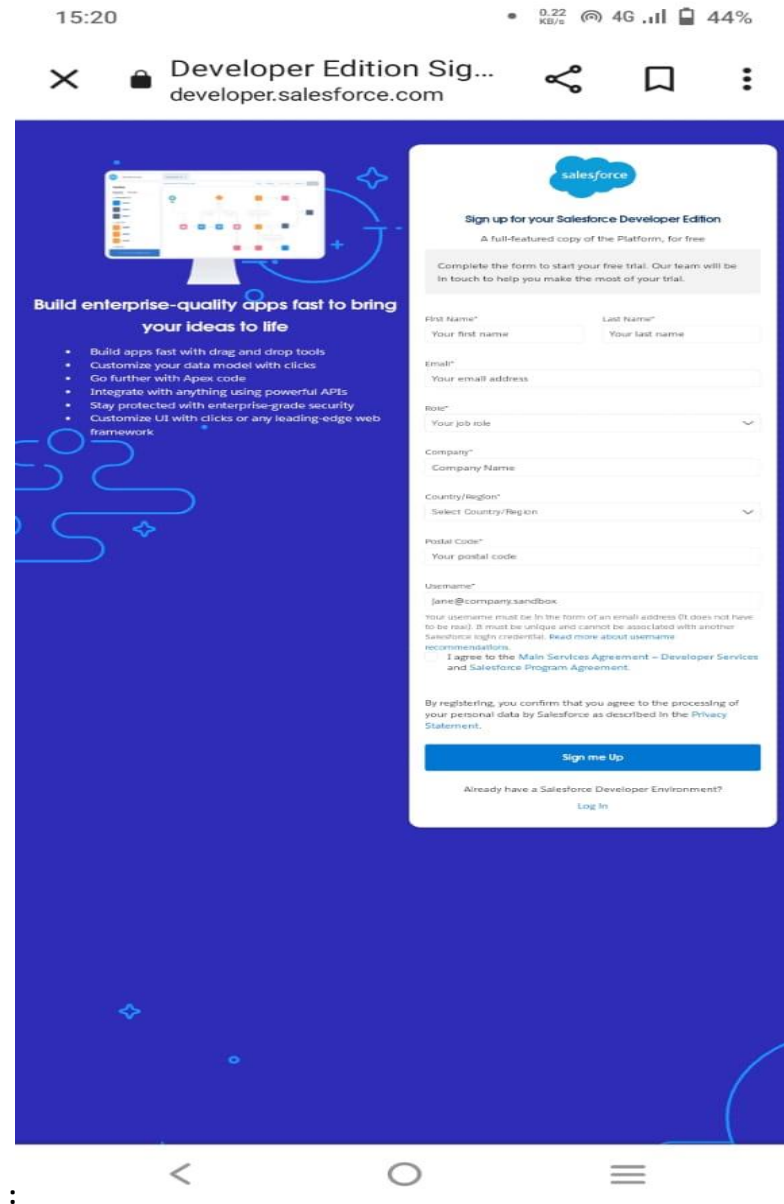 15:20
0.22 KB/s 4G 44%
Developer Edition Sig...
developer.salesforce.com
Build enterprise-quality apps fast to bring
your ideas to life
Build apps fast with drag and drop tools
Customize your data model with clicks
Go further with Apex code
Integrate with anything using powerful APIs
Stay protected with enterprise-grade security
Customize UI with clicks or any leading-edge web
framework
salesforce
Sign up for your Salesforce Developer Edition
A full-featured copy of the Platform, for free
Complete the form to start your free trial. Our team will be
in touch to help you make the most of your trial.
First Name* Last Name*
Your first name Your last name
Email*
Your email address
Role*
Your job role
Company*
Company Name
Country/Region*
Select Country/Region
Postal Code*
Your postal code
Username*
jane@company.sandbox
Your username must be in the form of an email address (it does not have
to be real). It must be unique and cannot be associated with another
Salesforce login credential. Read more about username
recommendations.
I agree to the Main Services Agreement – Developer Services
and Salesforce Program Agreement.
By registering, you confirm that you agree to the processing of
your personal data by Salesforce as described in the Privacy
Statement.
Sign me Up
Already have a Salesforce Developer Environment?
Log In
: